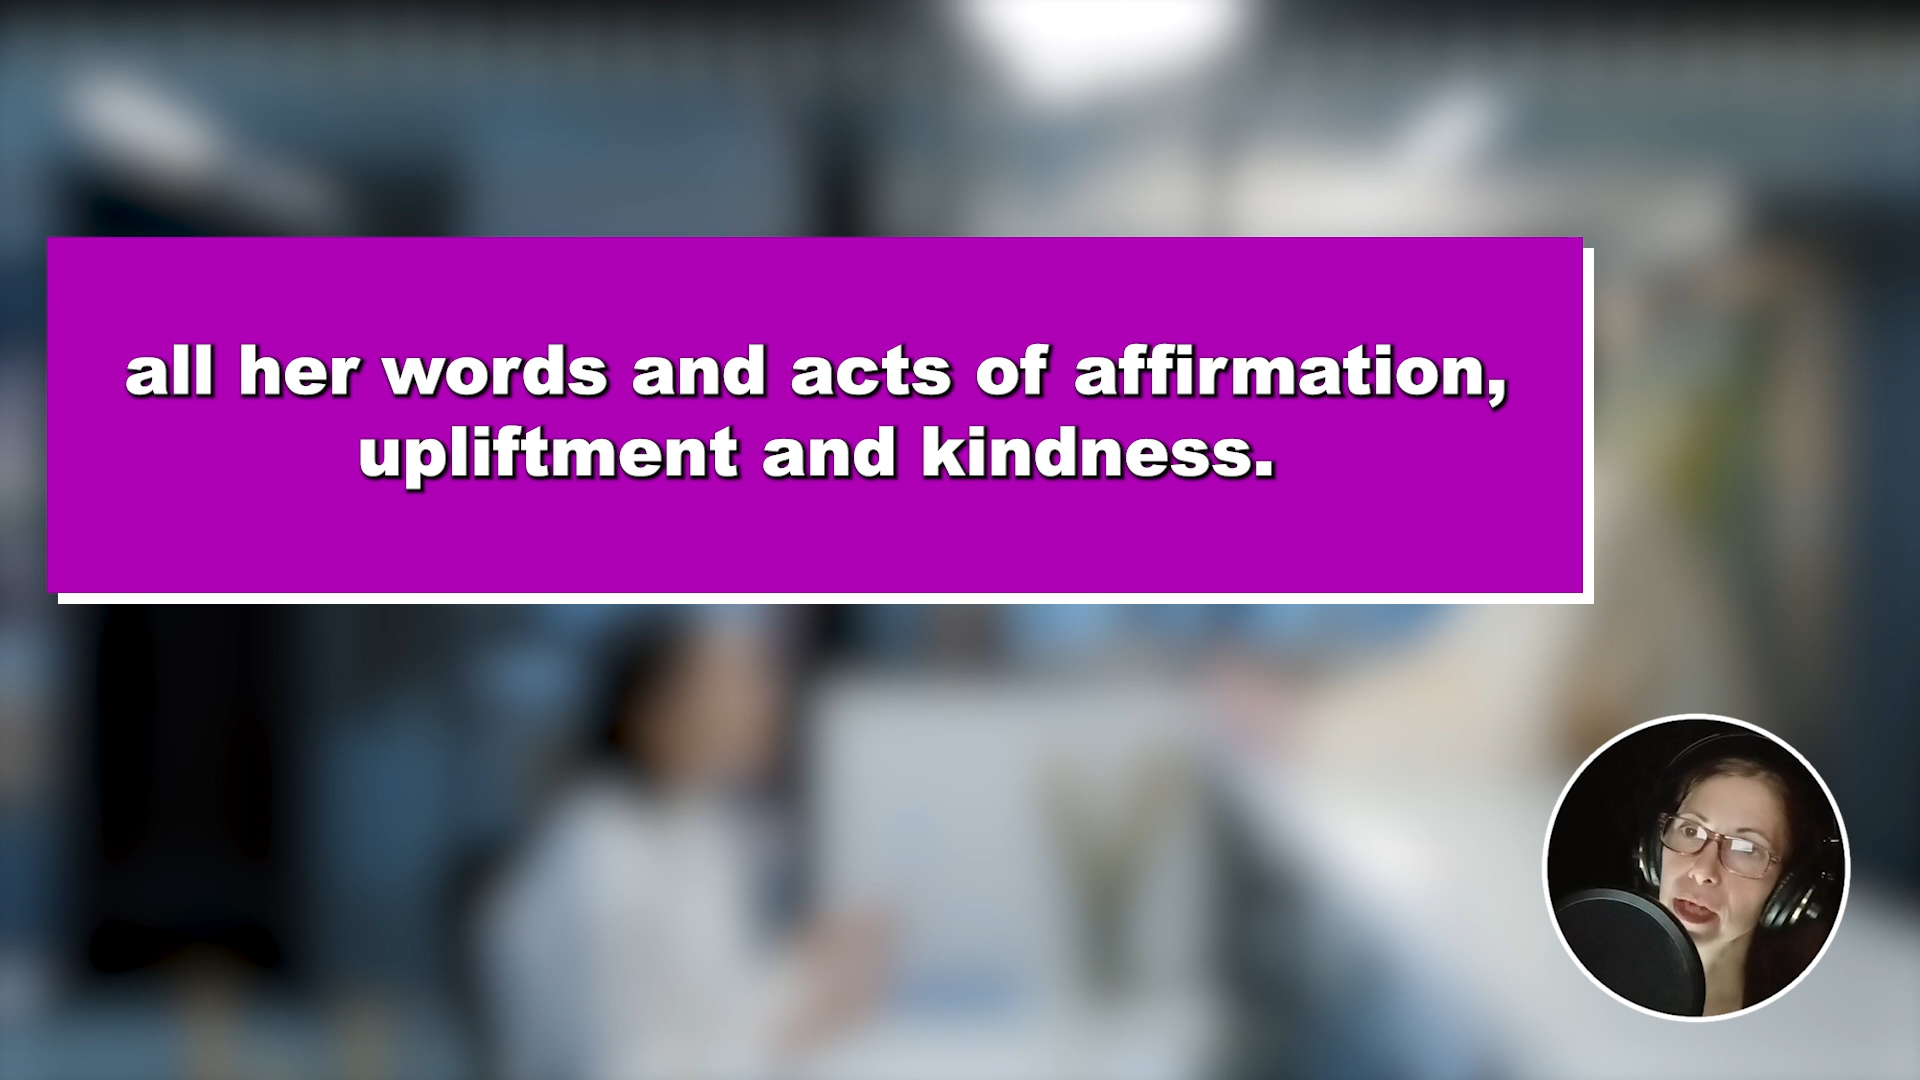 all her words and acts of affirmation,
upliftment and kindness.